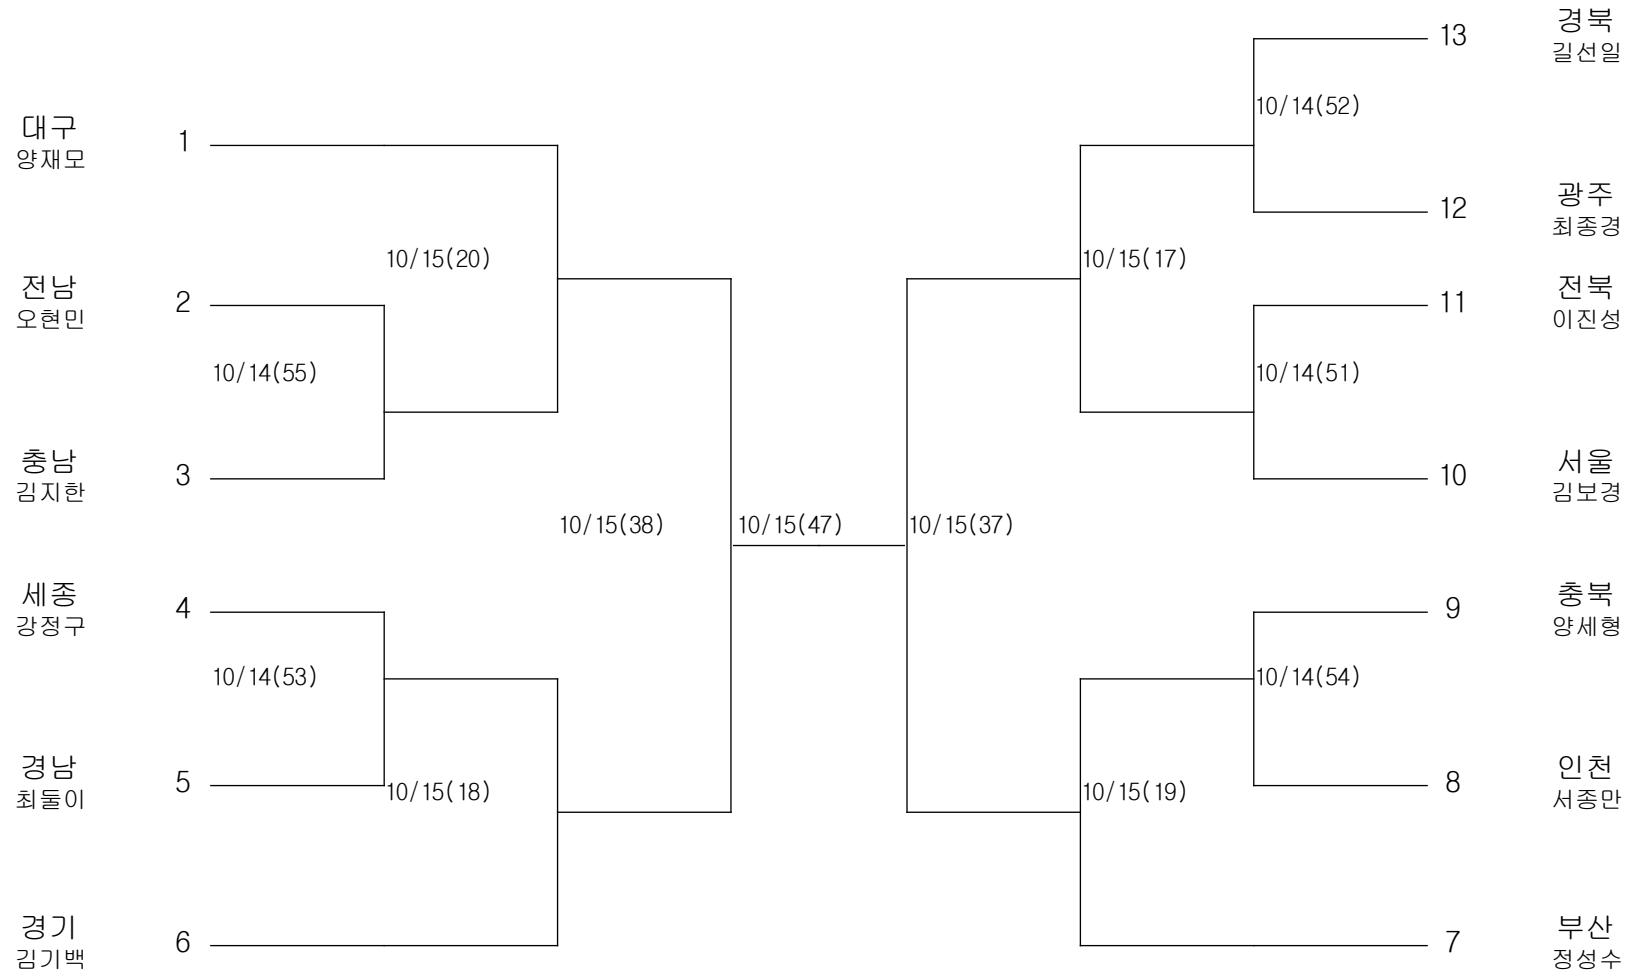 경북
13
길선일
10/14(52)
대구
1
양재모
광주
12
최종경
10/15(20)
10/15(17)
전남
2
오현민
전북
11
이진성
10/14(55)
10/14(51)
충남
3
김지한
서울
10
김보경
10/15(38)
10/15(47)
10/15(37)
세종
4
강정구
충북
9
양세형
10/14(53)
10/14(54)
경남
5
최둘이
10/15(18)
10/15(19)
인천
8
서종만
경기
6
김기백
부산
7
정성수